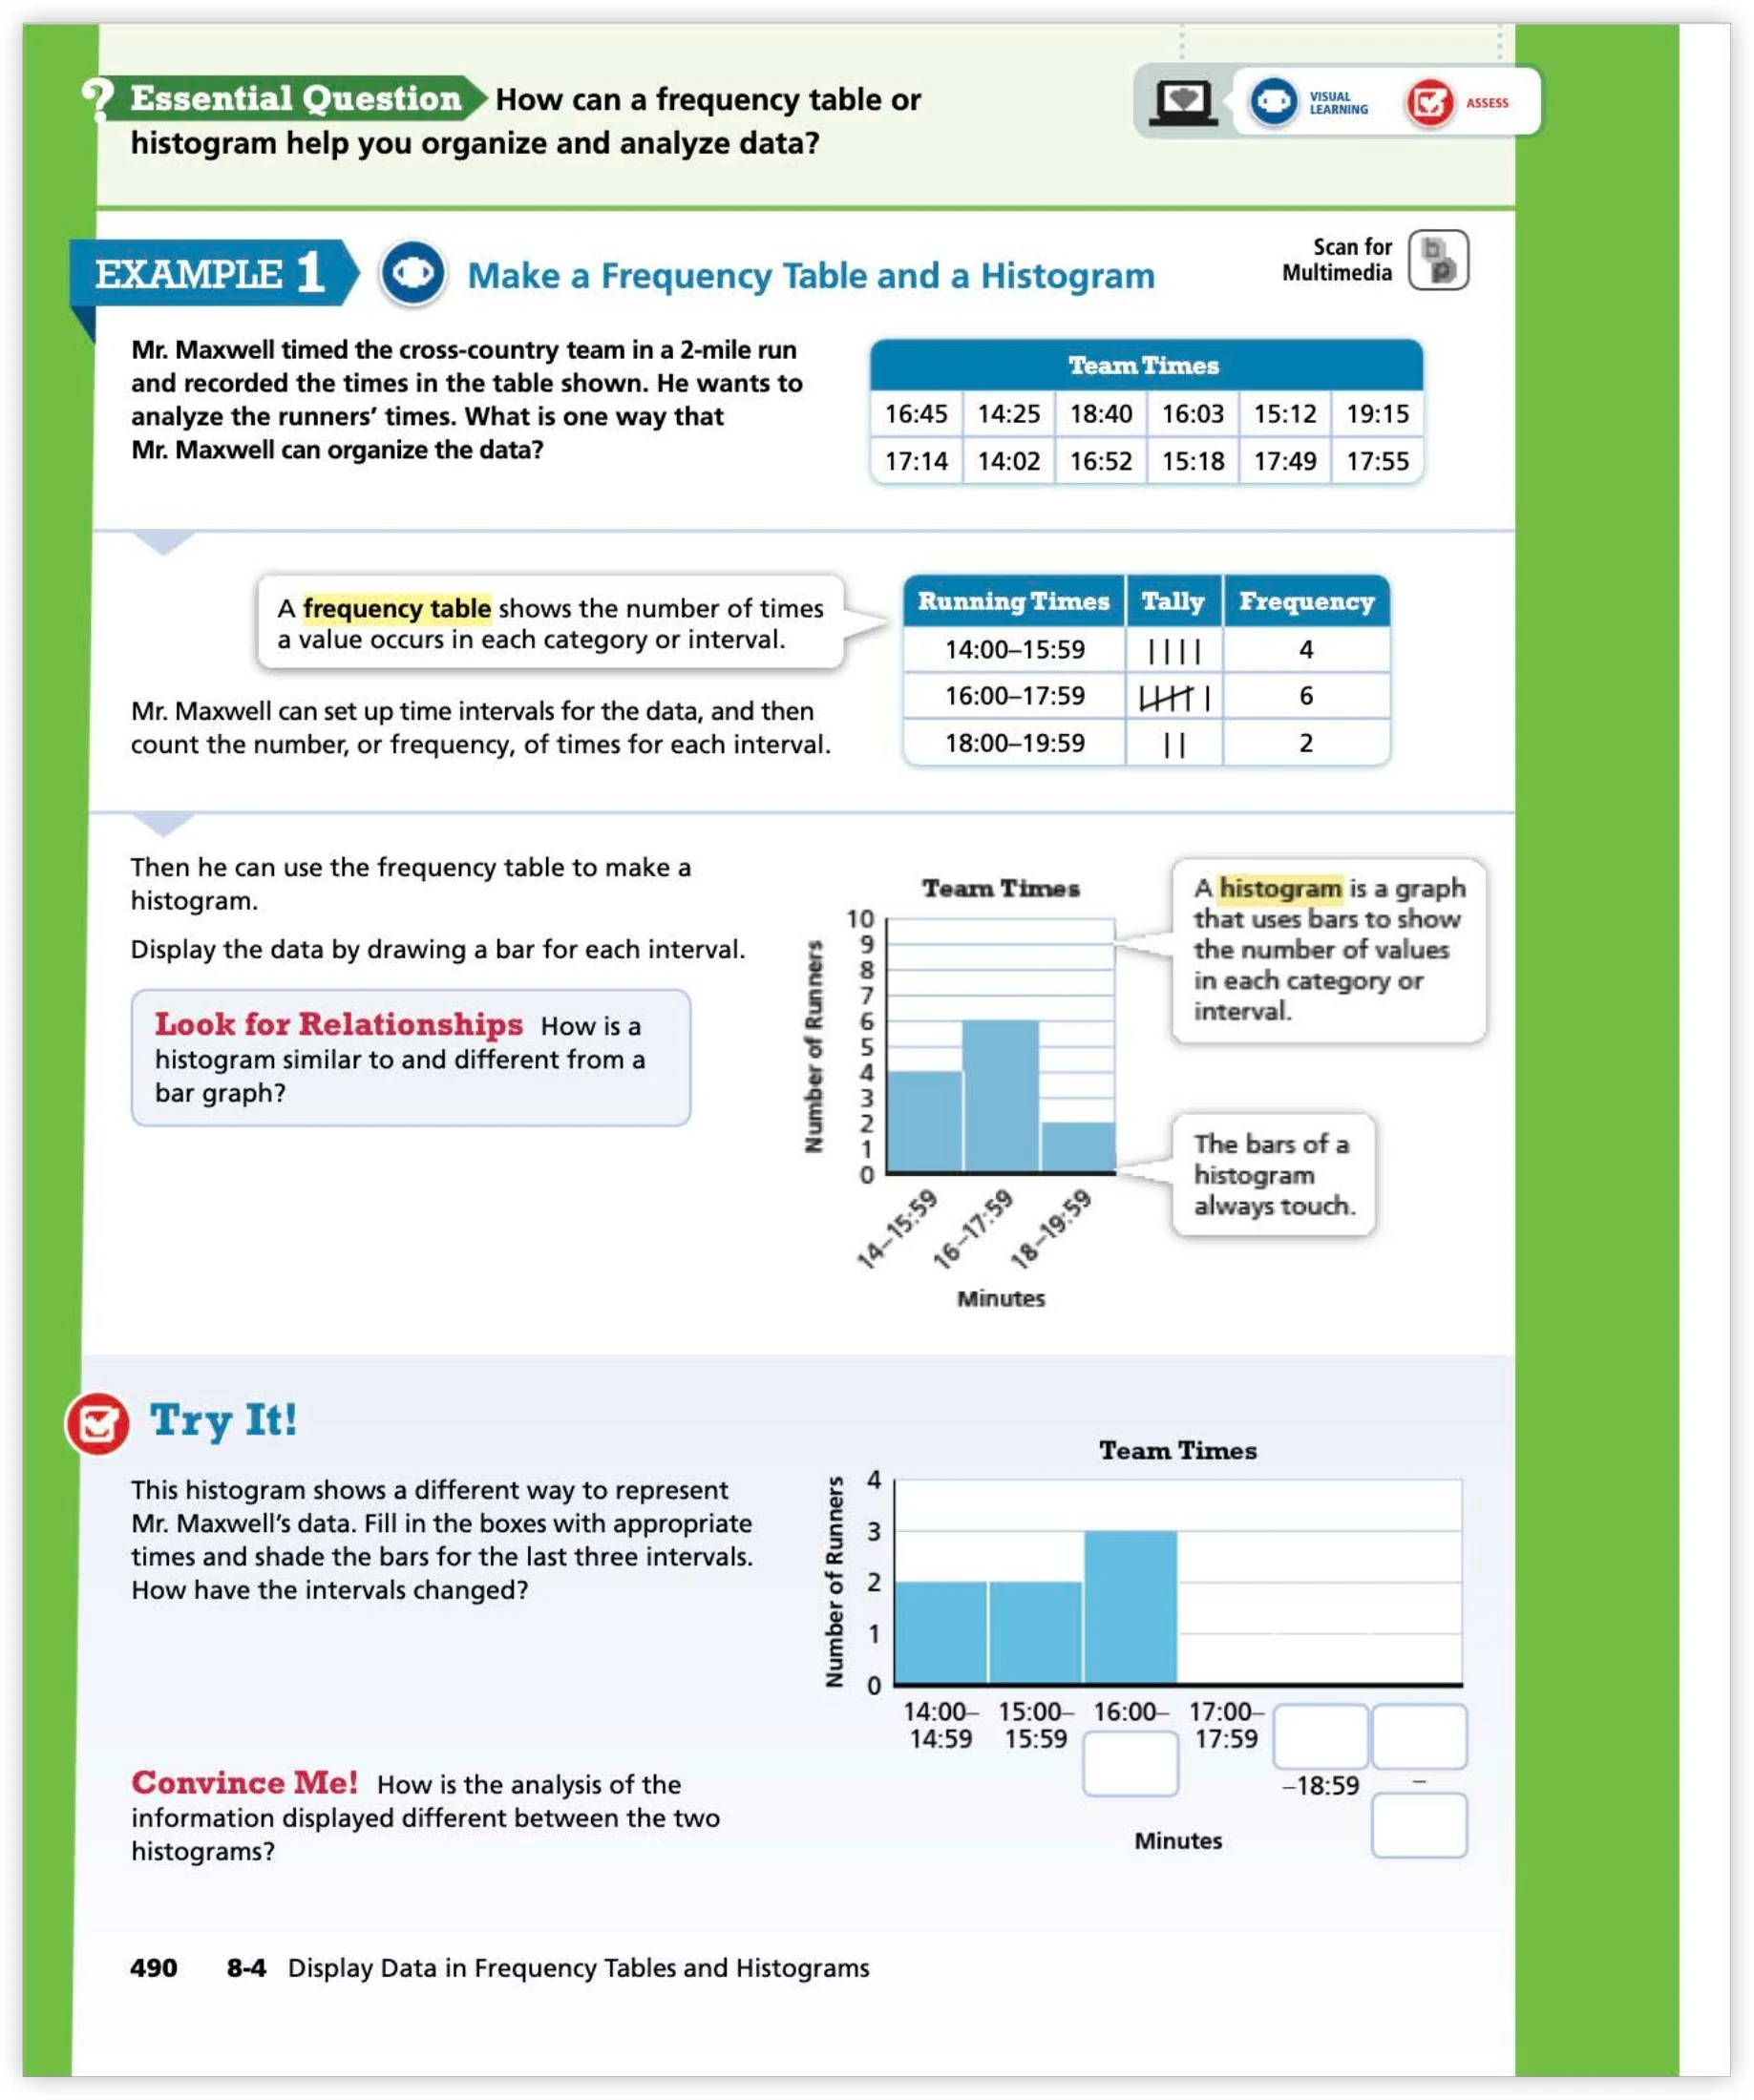 ? Essential Question How can a frequency table or
histogram help you organize and analyze data?
VISUAL
LEARNING
ASSESS
EXAMPLE 1 Make a Frequency Table and a Histogram
Scan for
Multimedia
Mr. Maxwell timed the cross-country team in a 2-mile run
and recorded the times in the table shown. He wants to
analyze the runners' times. What is one way that
Mr. Maxwell can organize the data?
Team Times
16:45 14:25 18:40 16:03 15:12 19:15
17:14 14:02 16:52 15:18 17:49 17:55
A frequency table shows the number of times
a value occurs in each category or interval.
Mr. Maxwell can set up time intervals for the data, and then
count the number, or frequency, of times for each interval.
Running Times Tally Frequency
14:00–15:59 |||| 4
16:00–17:59 |||| | 6
18:00–19:59 || 2
Then he can use the frequency table to make a
histogram.
Display the data by drawing a bar for each interval.
Look for Relationships How is a
histogram similar to and different from a
bar graph?
Team Times
Number of Runners
10
9
8
7
6
5
4
3
2
1
0
14–15:59
16–17:59
18–19:59
Minutes
A histogram is a graph
that uses bars to show
the number of values
in each category or
interval.
The bars of a
histogram
always touch.
Try It!
This histogram shows a different way to represent
Mr. Maxwell's data. Fill in the boxes with appropriate
times and shade the bars for the last three intervals.
How have the intervals changed?
Team Times
Number of Runners
4
3
2
1
0
14:00– 15:00– 16:00– 17:00–
14:59 15:59 17:59
–18:59 –
Minutes
Convince Me! How is the analysis of the
information displayed different between the two
histograms?
490 8-4 Display Data in Frequency Tables and Histograms